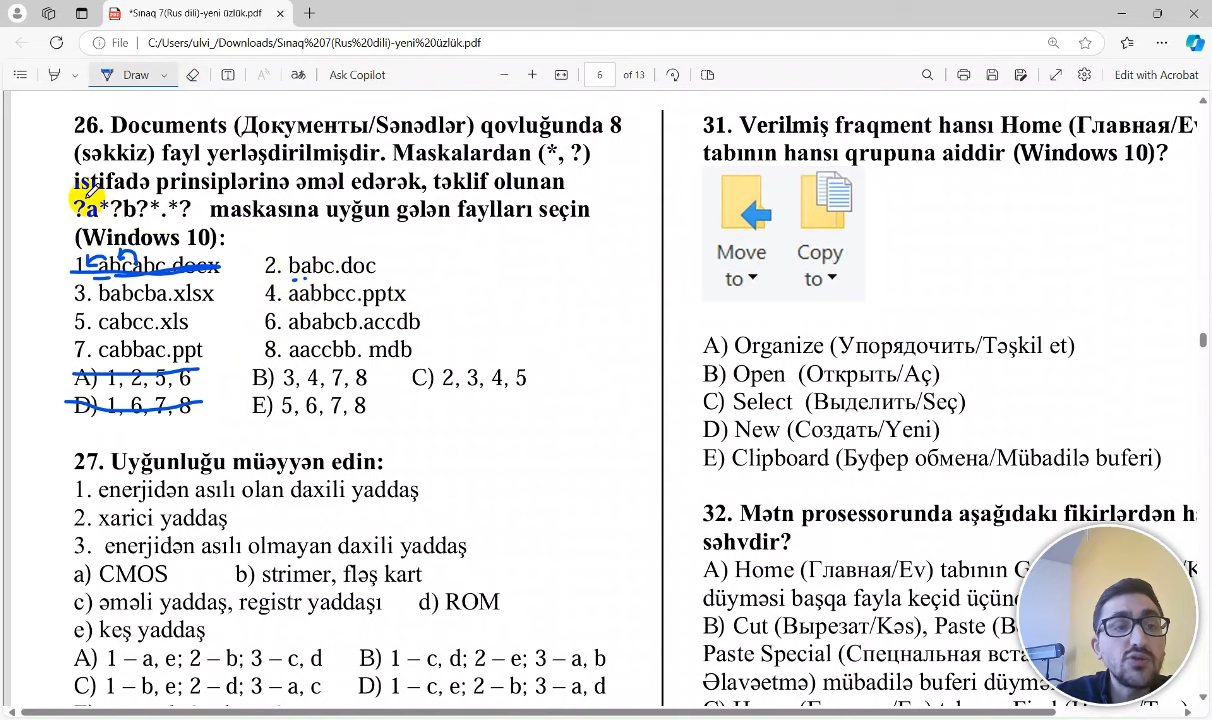 *Sınaq 7(Rus dili)-yeni üzlük.pdf
File C:/Users/ulvi_/Downloads/Sınaq%207(Rus%20dili)-yeni%20üzlük.pdf
Draw Ask Copilot 6 of 13 Edit with Acrobat
26. Documents (Документы/Sənədlər) qovluğunda 8
(səkkiz) fayl yerləşdirilmişdir. Maskalardan (*, ?)
istifadə prinsiplərinə əməl edərək, təklif olunan
?a*?b?*.*? maskasına uyğun gələn faylları seçin
(Windows 10):
1. abcabc.docx 2. babc.doc
3. babcba.xlsx 4. aabbcc.pptx
5. cabcc.xls 6. ababcb.accdb
7. cabbac.ppt 8. aaccbb. mdb
A) 1, 2, 5, 6 B) 3, 4, 7, 8 C) 2, 3, 4, 5
D) 1, 6, 7, 8 E) 5, 6, 7, 8
27. Uyğunluğu müəyyən edin:
1. enerjidən asılı olan daxili yaddaş
2. xarici yaddaş
3. enerjidən asılı olmayan daxili yaddaş
a) CMOS b) strimer, fləş kart
c) əməli yaddaş, registr yaddaşı d) ROM
e) keş yaddaş
A) 1 – a, e; 2 – b; 3 – c, d B) 1 – c, d; 2 – e; 3 – a, b
C) 1 – b, e; 2 – d; 3 – a, c D) 1 – c, e; 2 – b; 3 – a, d
31. Verilmiş fraqment hansı Home (Главная/Ev
tabının hansı qrupuna aiddir (Windows 10)?
Move Copy
to to
A) Organize (Упорядочить/Təşkil et)
B) Open (Открыть/Aç)
C) Select (Выделить/Seç)
D) New (Создать/Yeni)
E) Clipboard (Буфер обмена/Mübadilə buferi)
32. Mətn prosessorunda aşağıdakı fikirlərdən h
səhvdir?
A) Home (Главная/Ev) tabının G
düyməsi başqa fayla keçid üçün
B) Cut (Вырезат/Kəs), Paste (В
Paste Special (Специальная вста
Əlavəetmə) mübadilə buferi düymə